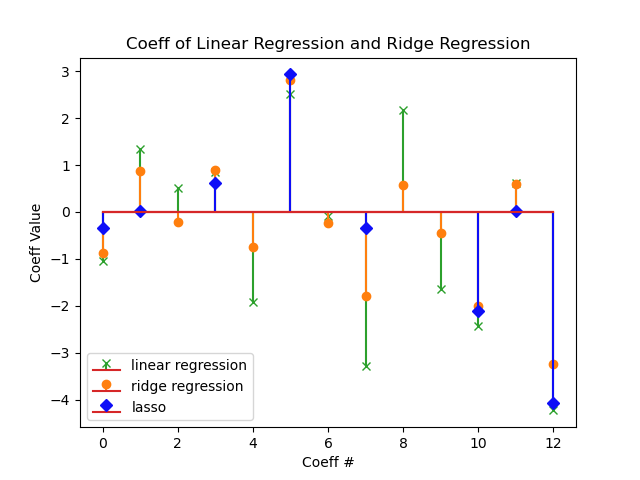 Coeff of Linear Regression and Ridge Regression
3
2
1
0
−1
−2
−3
−4
Coeff Value
linear regression
ridge regression
lasso
0 2 4 6 8 10 12
Coeff #